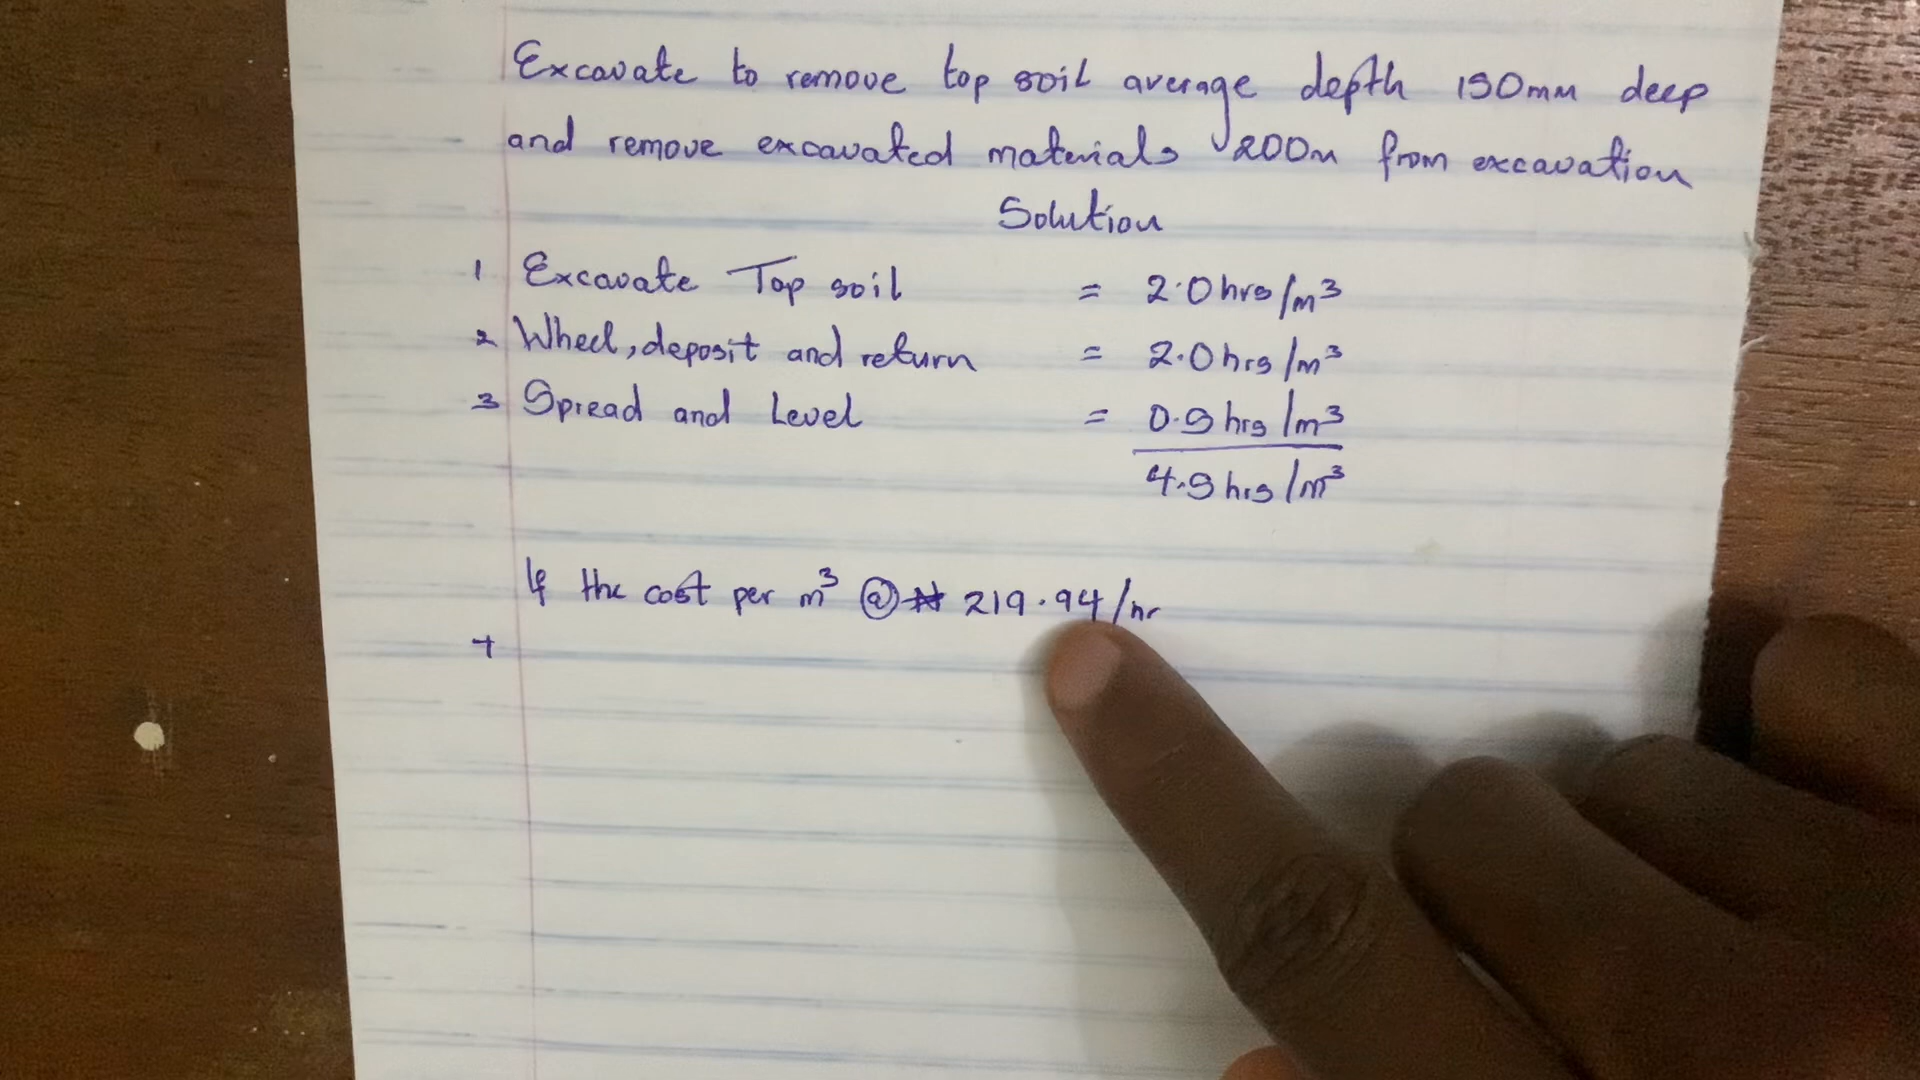 Excavate to remove top soil average depth 150mm deep
and remove excavated materials 200m from excavation
Solution
1 Excavate Top soil = 2.0hrs/m³
2 Wheel, deposit and return = 2.0hrs/m³
3 Spread and Level = 0.9hrs/m³
4.9hrs/m³
If the cost per m³ @ ₦ 219.94/hr
+